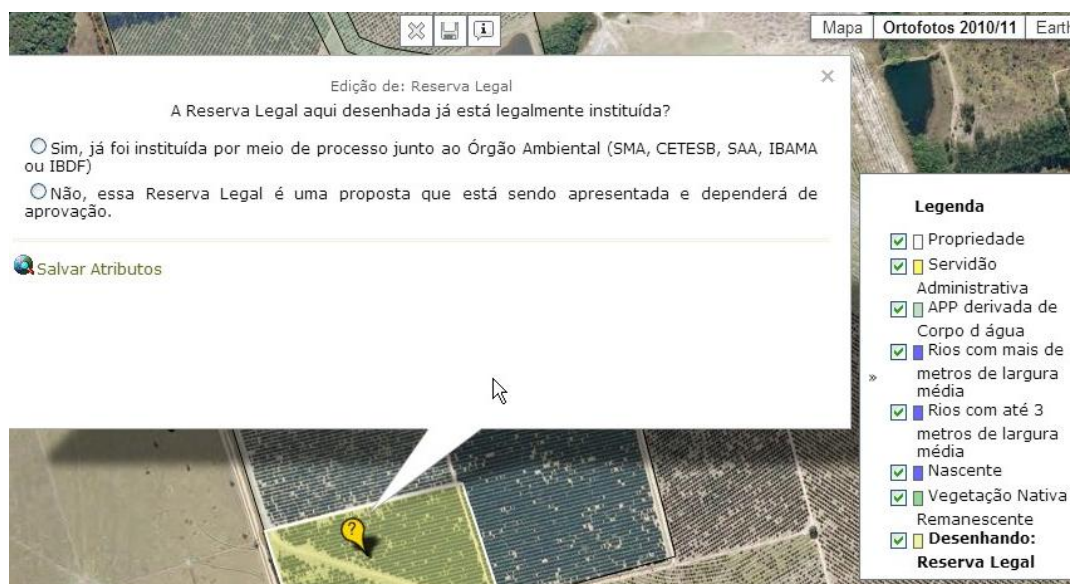 Mapa Ortofotos 2010/11 Earth
Edição de: Reserva Legal
A Reserva Legal aqui desenhada já está legalmente instituída?
Sim, já foi instituída por meio de processo junto ao Órgão Ambiental (SMA, CETESB, SAA, IBAMA
ou IBDF)
Não, essa Reserva Legal é uma proposta que está sendo apresentada e dependerá de
aprovação.
Salvar Atributos
Legenda
Propriedade
Servidão
Administrativa
APP derivada de
Corpo d água
Rios com mais de
metros de largura
média
»
Rios com até 3
metros de largura
média
Nascente
Vegetação Nativa
Remanescente
Desenhando:
Reserva Legal
?